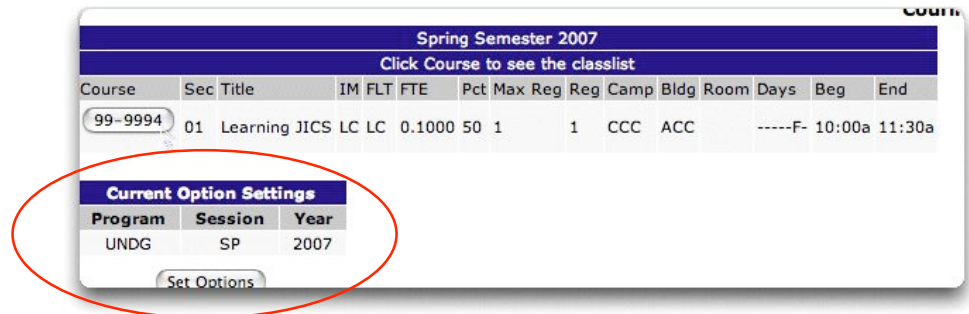 Spring Semester 2007
Click Course to see the classlist
Course Sec Title IM FLT FTE Pct Max Reg Reg Camp Bldg Room Days Beg End
99-9994 01 Learning JICS LC LC 0.1000 50 1 1 CCC ACC -----F- 10:00a 11:30a
Current Option Settings
Program Session Year
UNDG SP 2007
Set Options